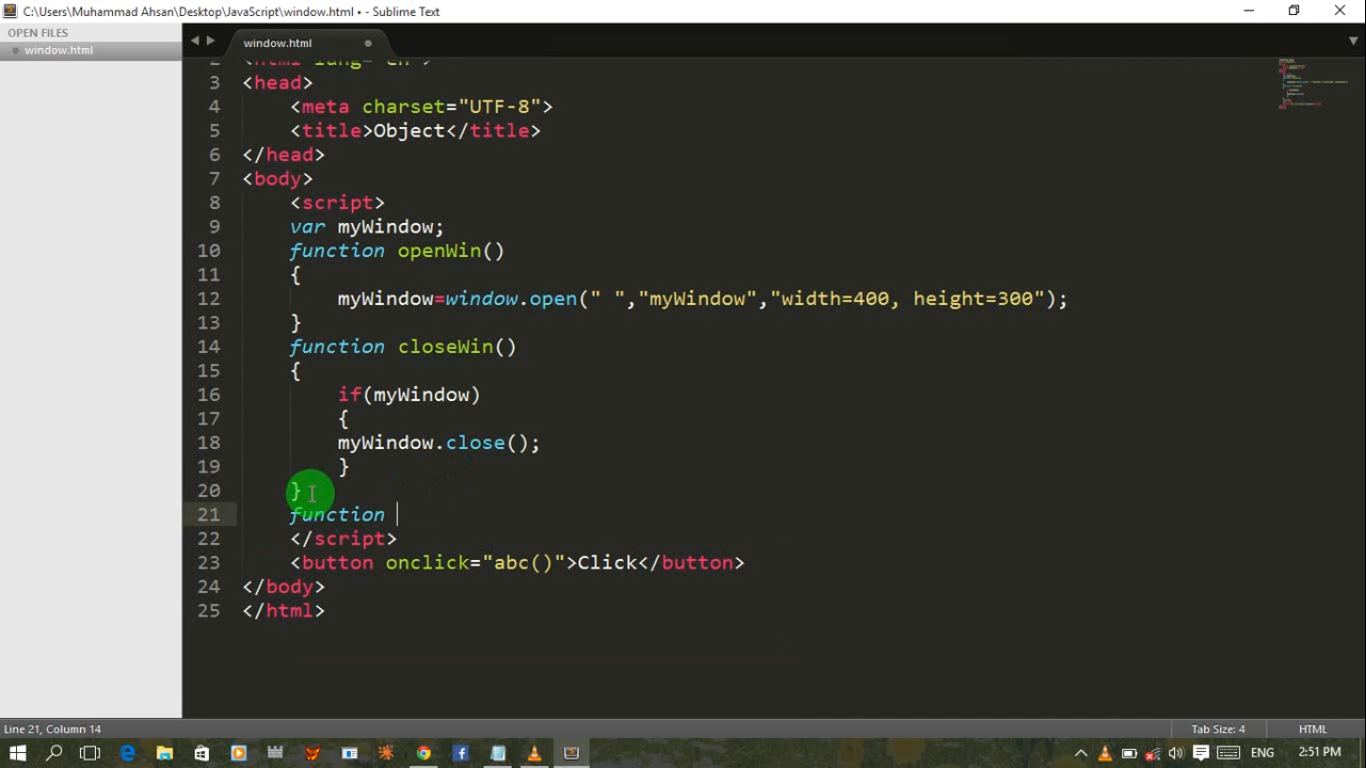 C:\Users\Muhammad Ahsan\Desktop\JavaScript\window.html • - Sublime Text
OPEN FILES
window.html
window.html
2 <html lang="en">
3 <head>
4 <meta charset="UTF-8">
5 <title>Object</title>
6 </head>
7 <body>
8 <script>
9 var myWindow;
10 function openWin()
11 {
12 myWindow=window.open(" ","myWindow","width=400, height=300");
13 }
14 function closeWin()
15 {
16 if(myWindow)
17 {
18 myWindow.close();
19 }
20 }
21 function
22 </script>
23 <button onclick="abc()">Click</button>
24 </body>
25 </html>
Line 21, Column 14
Tab Size: 4
HTML
ENG
2:51 PM